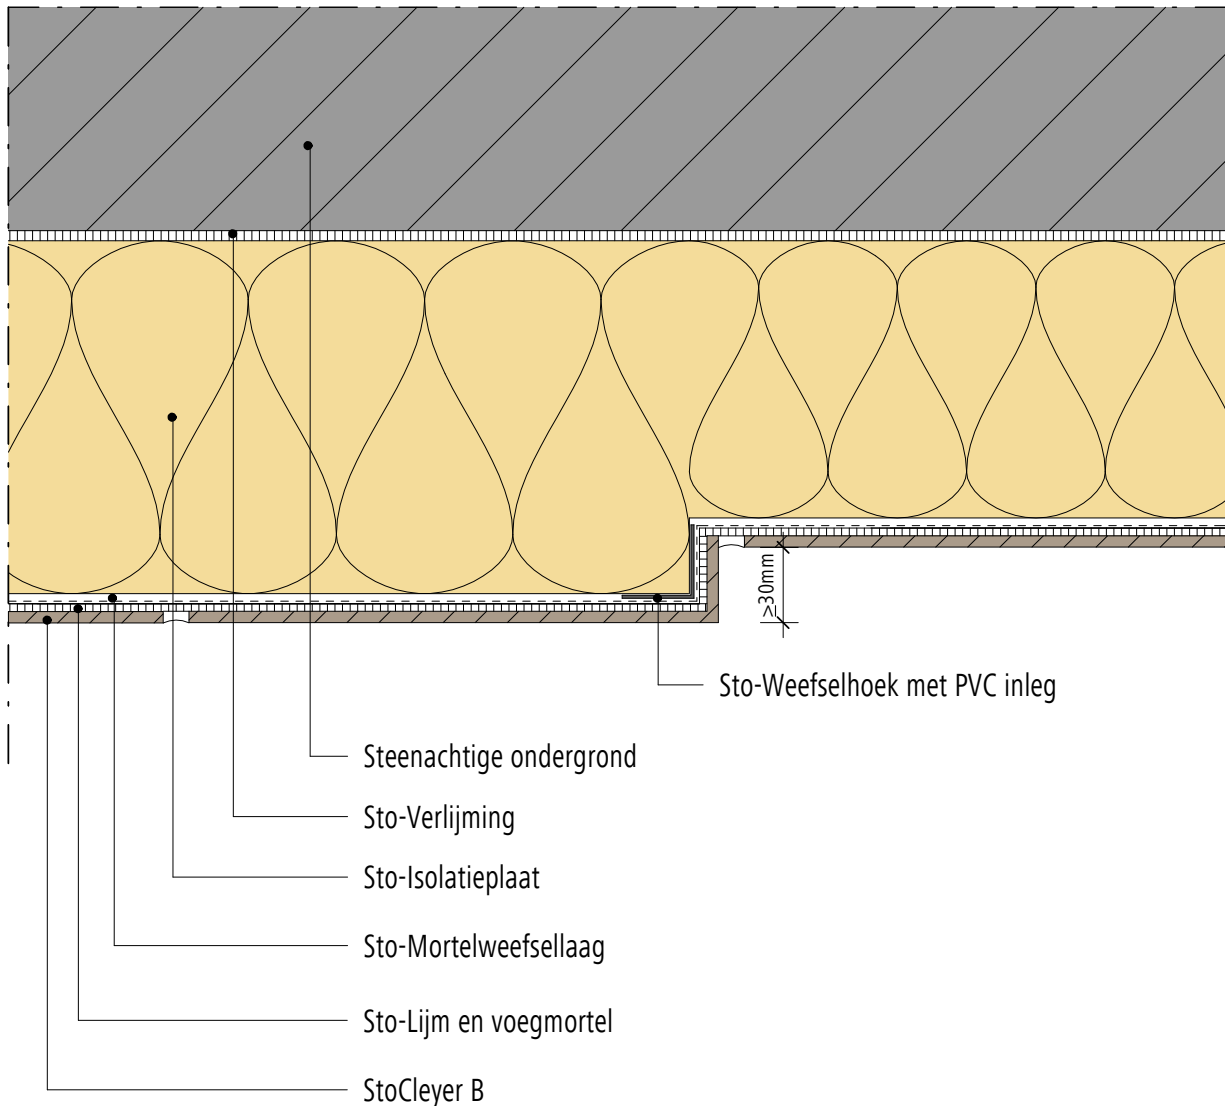 >30mm
Sto-Weefselhoek met PVC inleg
Steenachtige ondergrond
Sto-Verlijming
Sto-Isolatieplaat
Sto-Mortelweefsellaag
Sto-Lijm en voegmortel
StoCleyer B